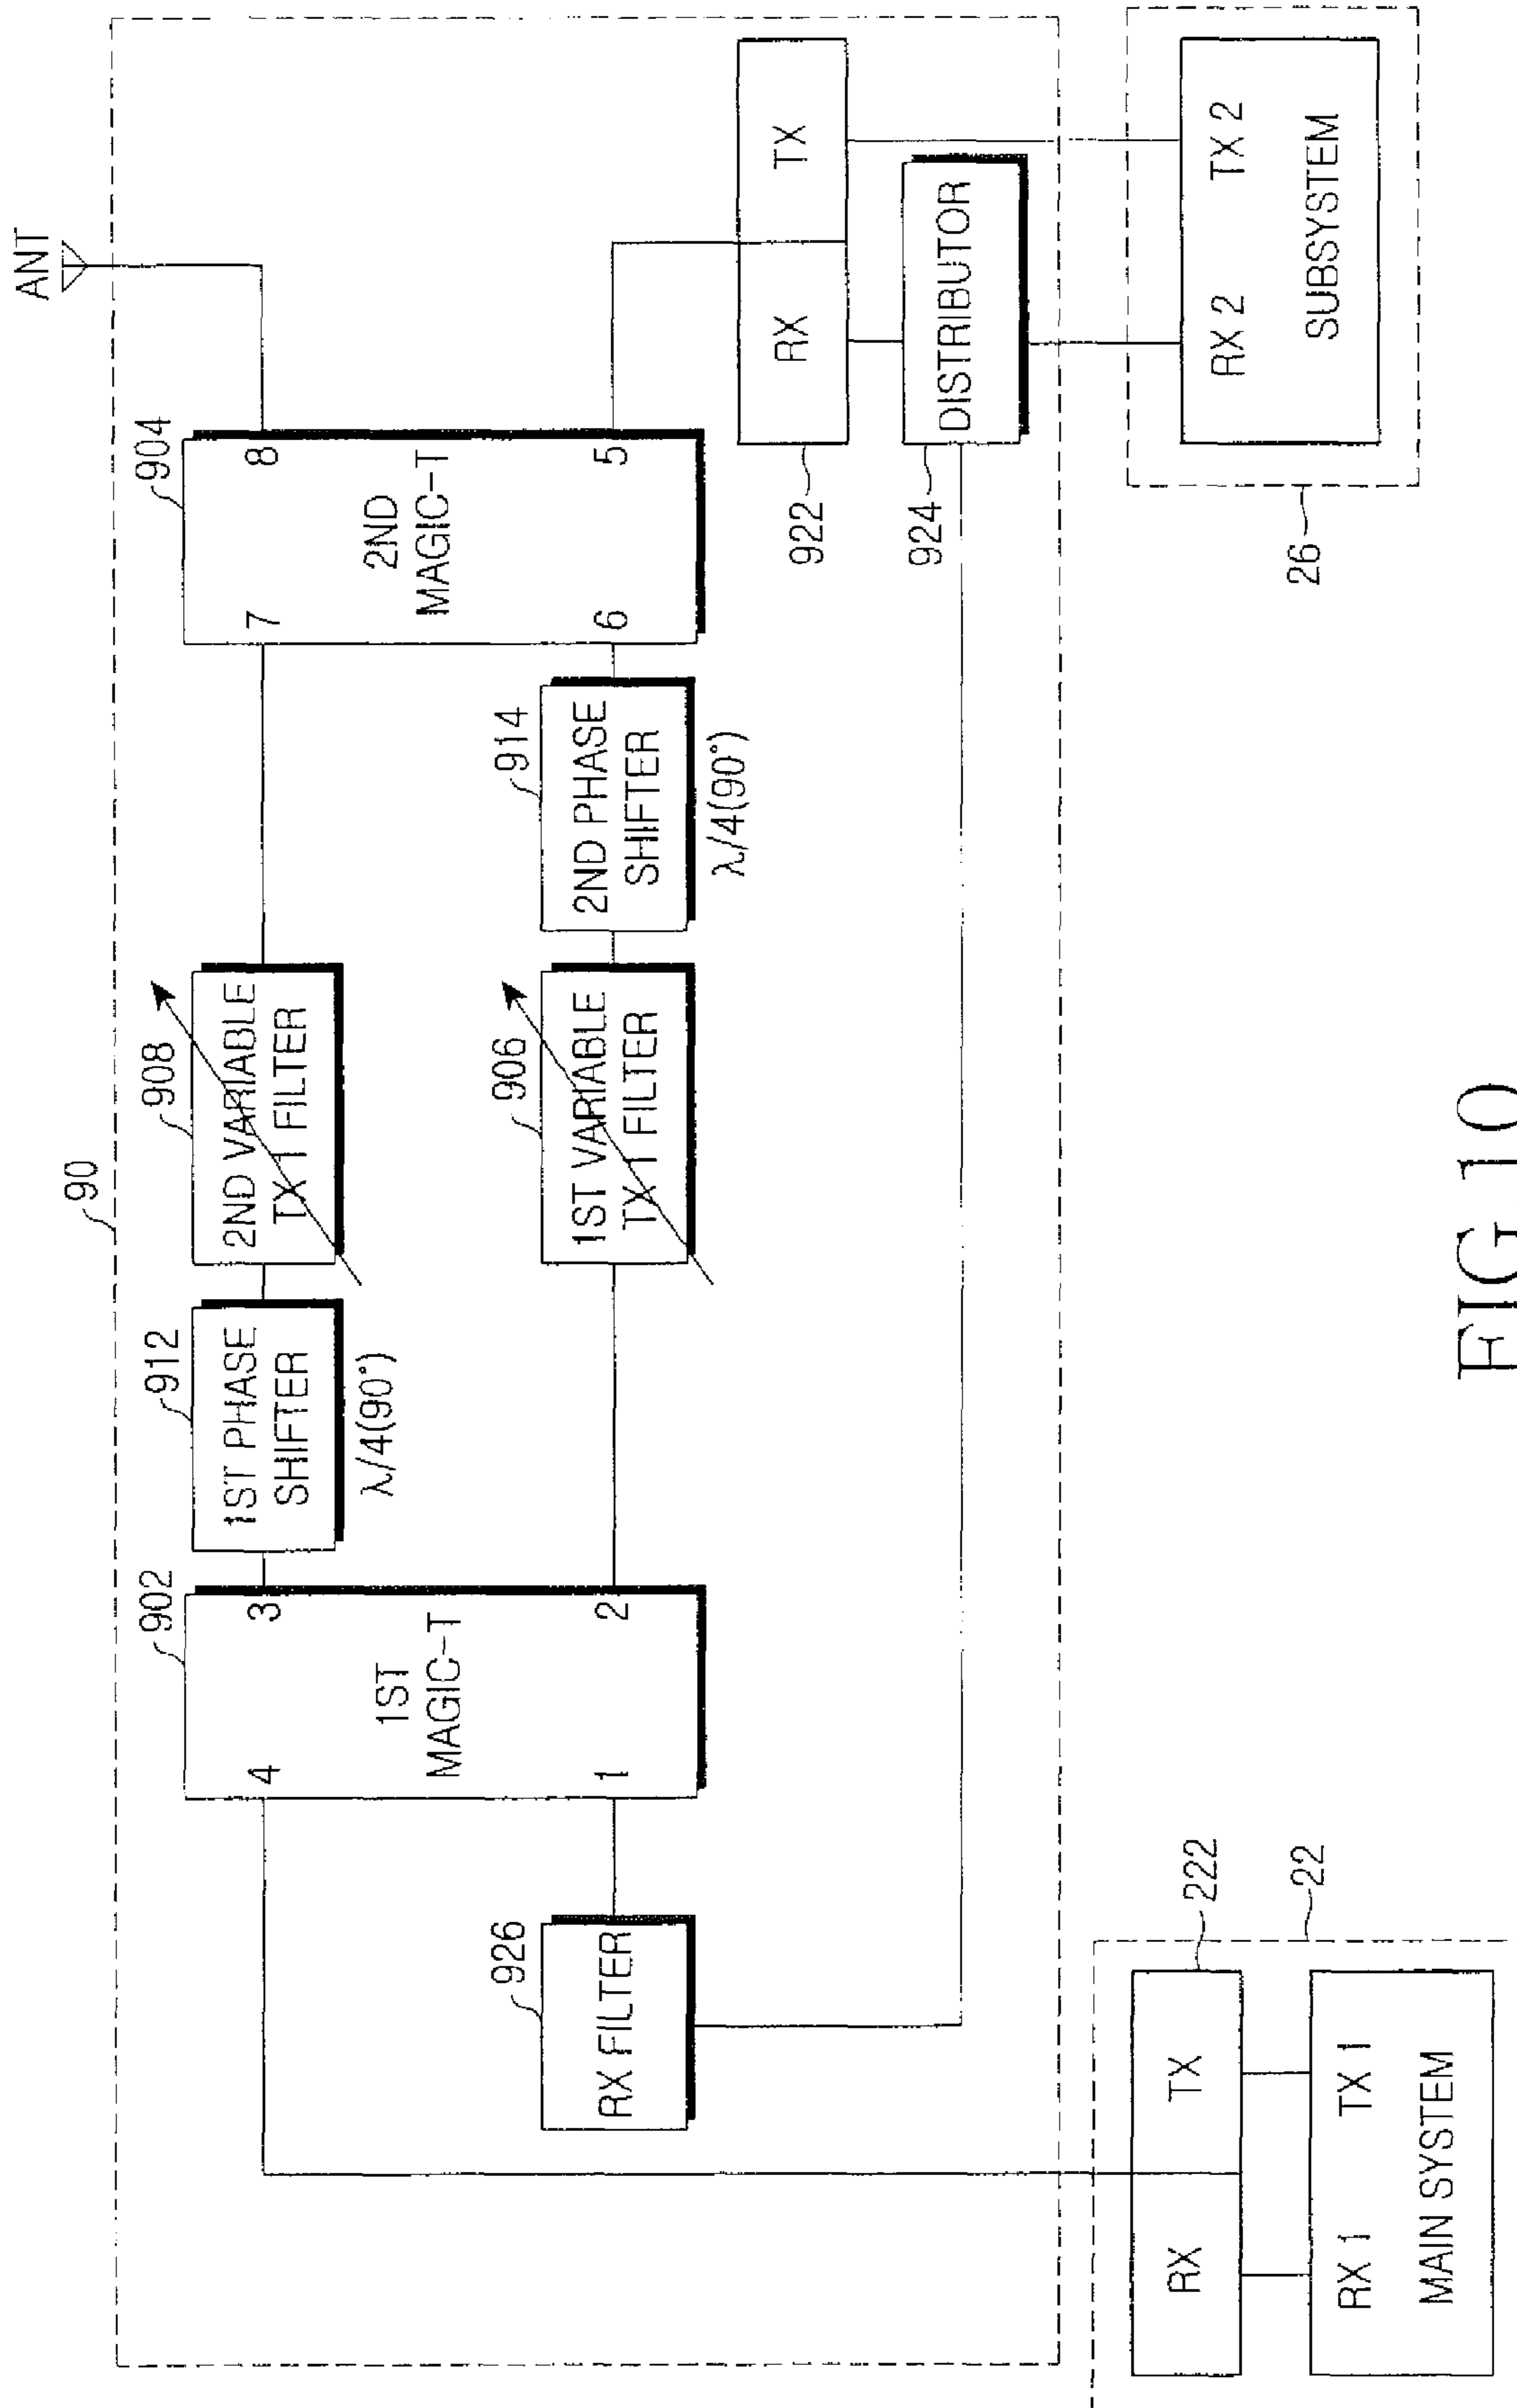 ANT
90
902
4
3
1ST
MAGIC-T
1
2
912
1ST PHASE
SHIFTER
λ/4(90°)
908
2ND VARIABLE
TX 1 FILTER
906
1ST VARIABLE
TX 1 FILTER
914
2ND PHASE
SHIFTER
λ/4(90°)
904
7
8
2ND
MAGIC-T
6
5
926
RX FILTER
922
RX
TX
924
DISTRIBUTOR
222
RX
TX
22
RX 1
TX 1
MAIN SYSTEM
26
RX 2
TX 2
SUBSYSTEM
FIG 10